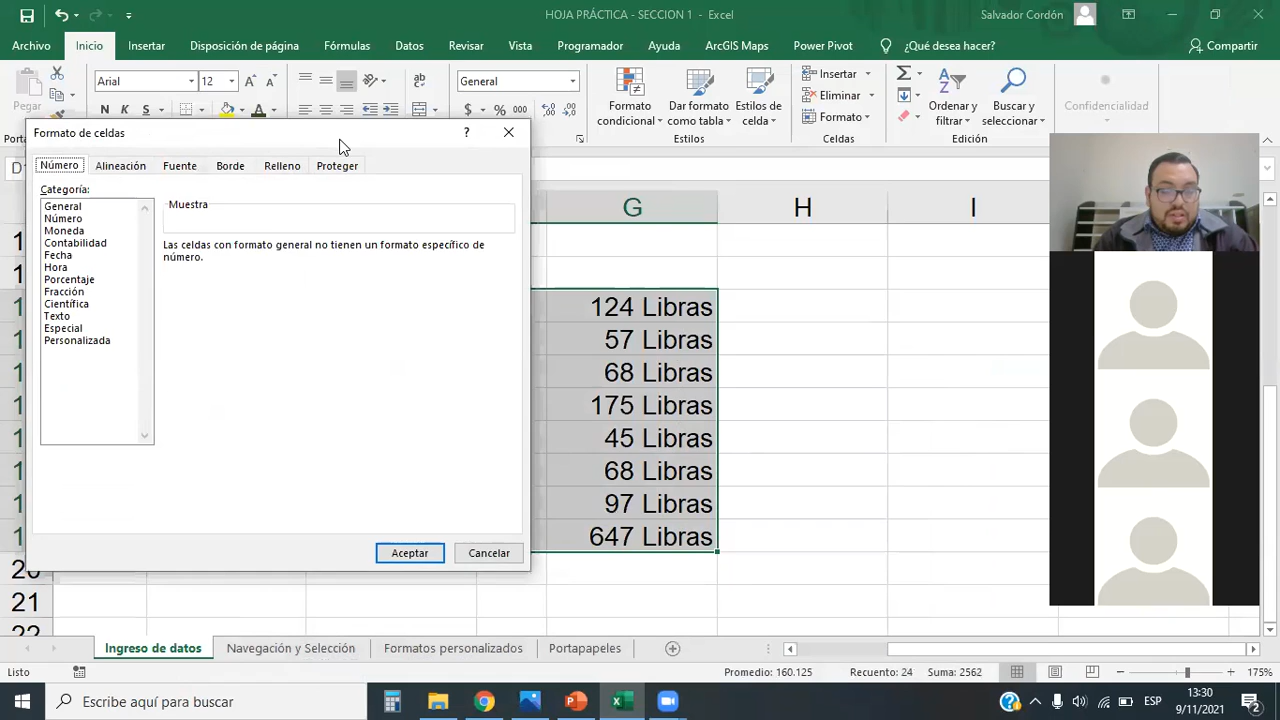 HOJA PRÁCTICA - SECCION 1 - Excel
Salvador Cordón
Archivo
Inicio
Insertar
Disposición de página
Fórmulas
Datos
Revisar
Vista
Programador
Ayuda
ArcGIS Maps
Power Pivot
¿Qué desea hacer?
Compartir
Pegar
Arial
12
General
Formato condicional
Dar formato como tabla
Estilos de celda
Insertar
Eliminar
Formato
Ordenar y filtrar
Buscar y seleccionar
Confidencialidad
Estilos
Celdas
Edición
Formato de celdas
Número
Alineación
Fuente
Borde
Relleno
Proteger
Categoría:
General
Número
Moneda
Contabilidad
Fecha
Hora
Porcentaje
Fracción
Científica
Texto
Especial
Personalizada
Muestra
Las celdas con formato general no tienen un formato específico de
número.
Aceptar
Cancelar
G
H
I
124 Libras
57 Libras
68 Libras
175 Libras
45 Libras
68 Libras
97 Libras
647 Libras
20
21
22
Ingreso de datos
Navegación y Selección
Formatos personalizados
Portapapeles
Listo
Promedio: 160.125
Recuento: 24
Suma: 2562
175%
Escribe aquí para buscar
ESP
13:30
9/11/2021
2